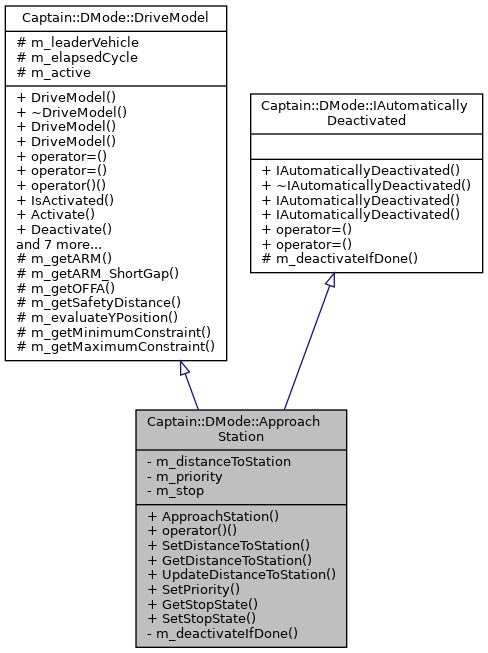 Captain::DMode::DriveModel
# m_leaderVehicle
# m_elapsedCycle
# m_active
+ DriveModel()
+ ~DriveModel()
+ DriveModel()
+ DriveModel()
+ operator=()
+ operator=()
+ operator()()
+ IsActivated()
+ Activate()
+ Deactivate()
and 7 more...
# m_getARM()
# m_getARM_ShortGap()
# m_getOFFA()
# m_getSafetyDistance()
# m_evaluateYPosition()
# m_getMinimumConstraint()
# m_getMaximumConstraint()
Captain::DMode::IAutomatically
Deactivated
+ IAutomaticallyDeactivated()
+ ~IAutomaticallyDeactivated()
+ IAutomaticallyDeactivated()
+ IAutomaticallyDeactivated()
+ operator=()
+ operator=()
# m_deactivateIfDone()
Captain::DMode::Approach
Station
- m_distanceToStation
- m_priority
- m_stop
+ ApproachStation()
+ operator()()
+ SetDistanceToStation()
+ GetDistanceToStation()
+ UpdateDistanceToStation()
+ SetPriority()
+ GetStopState()
+ SetStopState()
- m_deactivateIfDone()